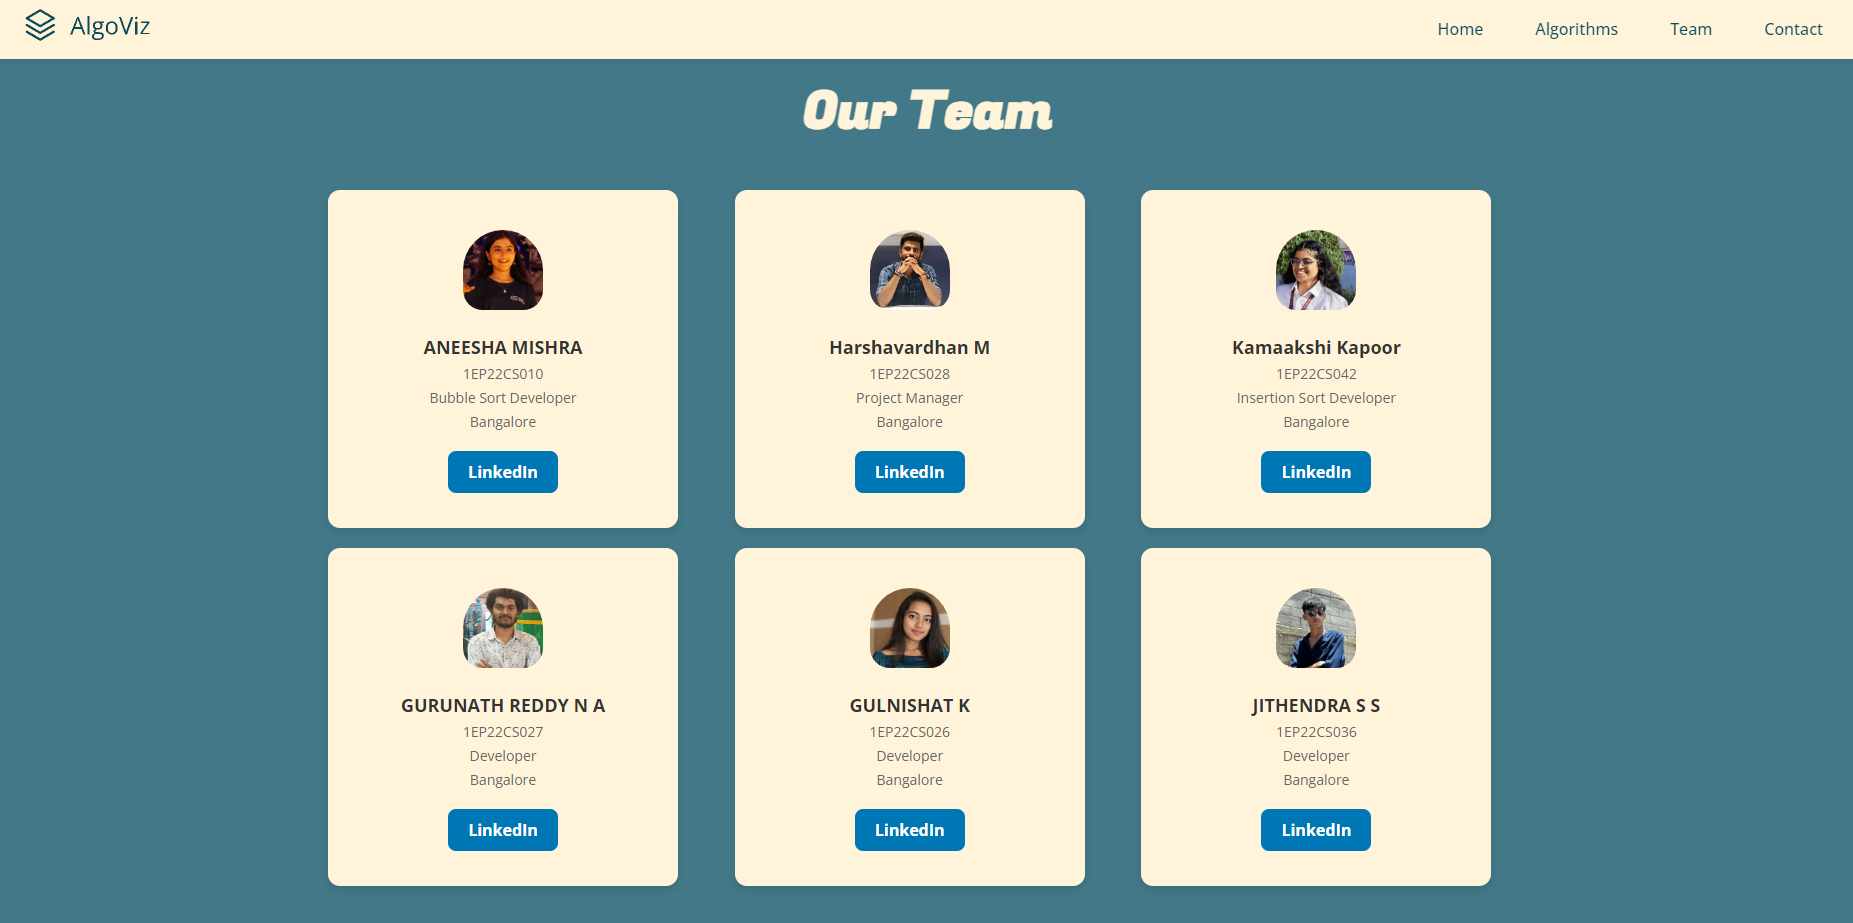 AlgoViz
Home Algorithms Team Contact
Our Team
ANEESHA MISHRA
1EP22CS010
Bubble Sort Developer
Bangalore
LinkedIn
Harshavardhan M
1EP22CS028
Project Manager
Bangalore
LinkedIn
Kamaakshi Kapoor
1EP22CS042
Insertion Sort Developer
Bangalore
LinkedIn
GURUNATH REDDY N A
1EP22CS027
Developer
Bangalore
LinkedIn
GULNISHAT K
1EP22CS026
Developer
Bangalore
LinkedIn
JITHENDRA S S
1EP22CS036
Developer
Bangalore
LinkedIn